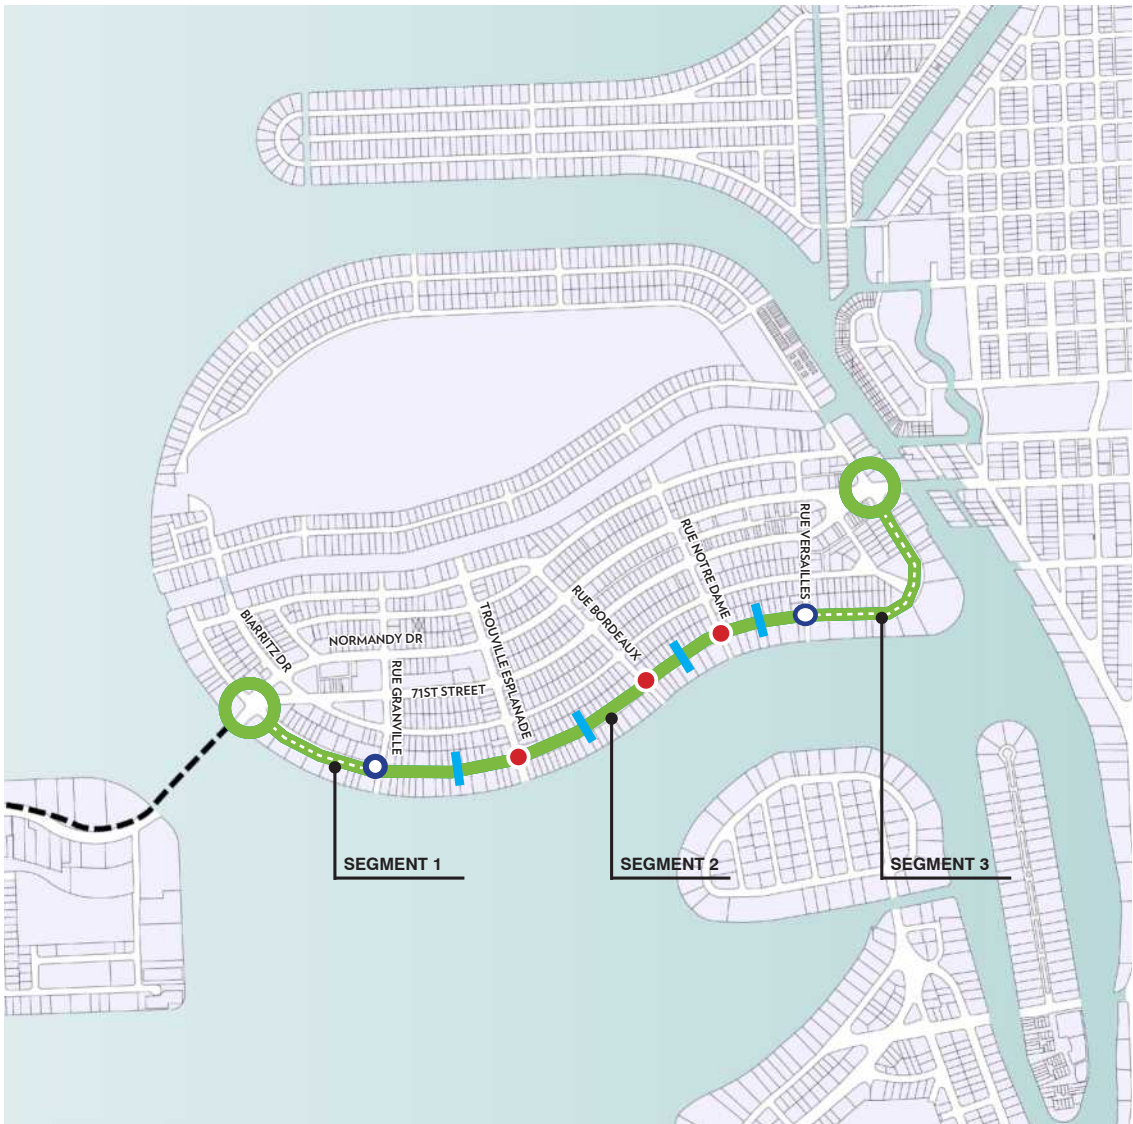 RUE VERSAILLES
RUE NOTRE DAME
RUE BORDEAUX
TROUVILLE ESPLANADE
BIARRITZ DR
NORMANDY DR
RUE GRANVILLE
71ST STREET
SEGMENT 1
SEGMENT 2
SEGMENT 3